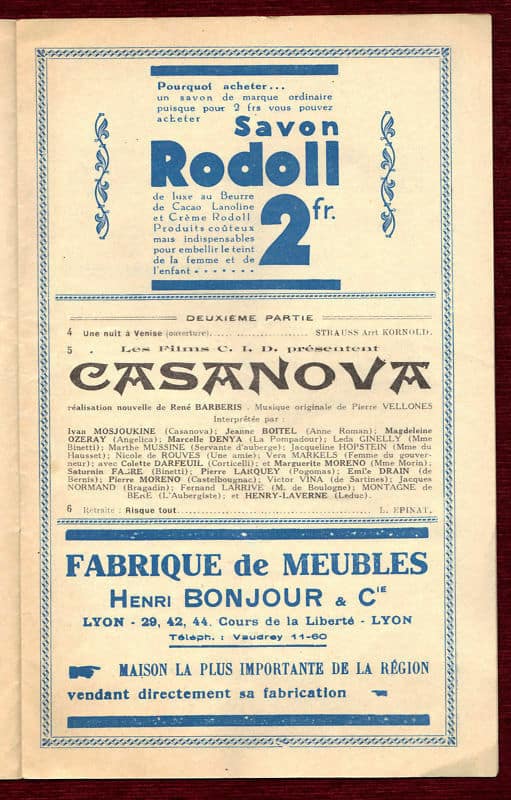 Pourquoi acheter...
un savon de marque ordinaire
puisque pour 2 frs vous pouvez
acheter
Savon
Rodoll
de luxe au Beurre
de Cacao Lanoline
et Crème Rodoll
Produits coûteux
mais indispensables
pour embellir le teint
de la femme et de
l'enfant • • • • • • •
2 fr.
DEUXIÈME PARTIE
4 Une nuit à Venise (ouverture)........................ STRAUSS Arrt KORNOLD.
5 Les Films C. I. D. présentent
CASANOVA
réalisation nouvelle de René BARBERIS . Musique originale de Pierre VELLONES
Interprétée par :
Ivan MOSJOUKINE (Casanova); Jeanne BOITEL (Anne Roman); Magdeleine
OZERAY (Angelica); Marcelle DENYA (La Pompadour); Leda GINELLY (Mme
Binetti); Marthe MUSSINE (Servante d'auberge); Jacqueline HOPSTEIN (Mme du
Hausset); Nicole de ROUVES (Une amie); Vera MARKELS (Femme du gouver-
neur); avec Colette DARFEUIL (Corticelli); et Marguerite MORENO (Mme Morin);
Saturnin FABRE (Binetti); Pierre LARQUEY (Pogomas); Emile DRAIN (de
Bernis); Pierre MORENO (Castelbougnac); Victor VINA (de Sartines); Jacques
NORMAND (Bragadin); Fernand LARRIVE (M. de Boulogne); MONTAGNE de
(L'Aubergiste); et HENRY-LAVERNE (Leduc).
6 Retraite : Risque tout........................ L. EPINAT.
FABRIQUE de MEUBLES
HENRI BONJOUR & CIE
LYON - 29, 42, 44. Cours de la Liberté - LYON
Téléph. : Vaudrey 11-60
MAISON LA PLUS IMPORTANTE DE LA RÉGION
vendant directement sa fabrication